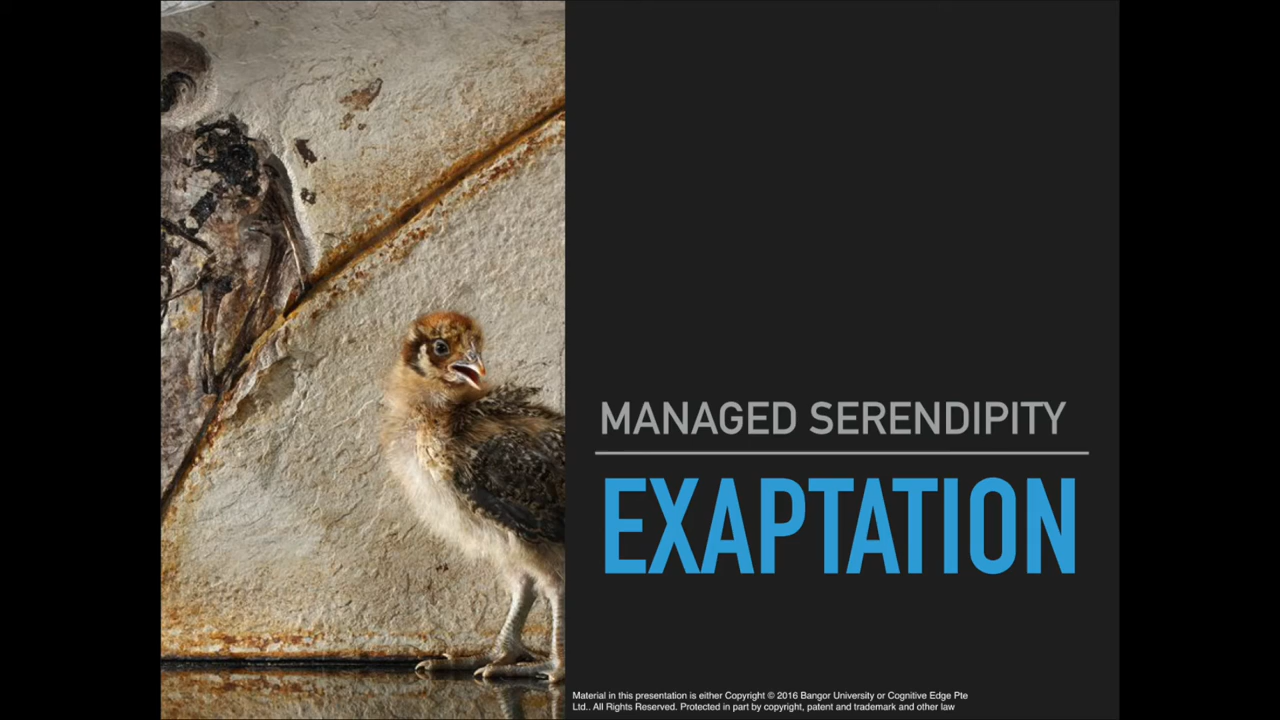 MANAGED SERENDIPITY
EXAPTATION
Material in this presentation is either Copyright © 2016 Bangor University or Cognitive Edge Pte
Ltd.. All Rights Reserved. Protected in part by copyright, patent and trademark and other law